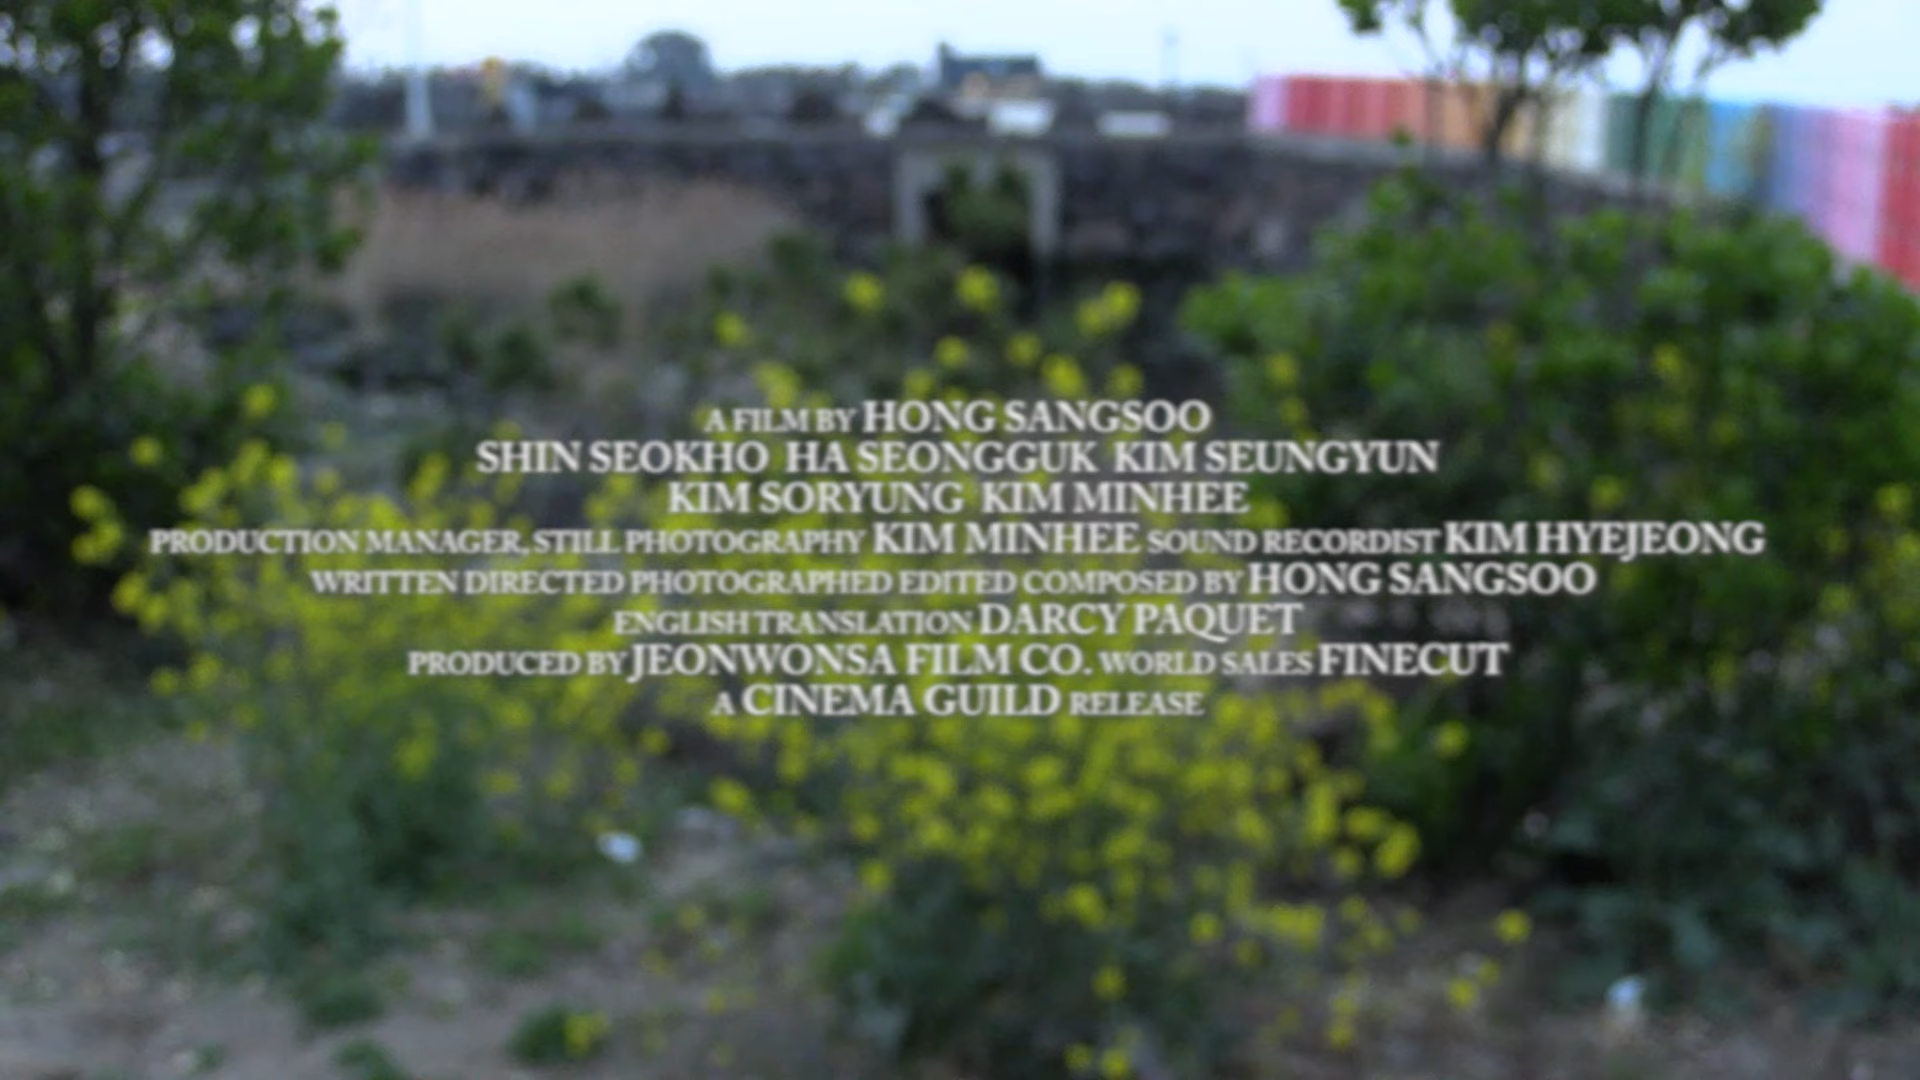 A FILM BY HONG SANGSOO
SHIN SEOKHO HA SEONGGUK KIM SEUNGYUN
KIM SORYUNG KIM MINHEE
PRODUCTION MANAGER, STILL PHOTOGRAPHY KIM MINHEE SOUND RECORDIST KIM HYEJEONG
WRITTEN DIRECTED PHOTOGRAPHED EDITED COMPOSED BY HONG SANGSOO
ENGLISH TRANSLATION DARCY PAQUET
PRODUCED BY JEONWONSA FILM CO. WORLD SALES FINECUT
A CINEMA GUILD RELEASE